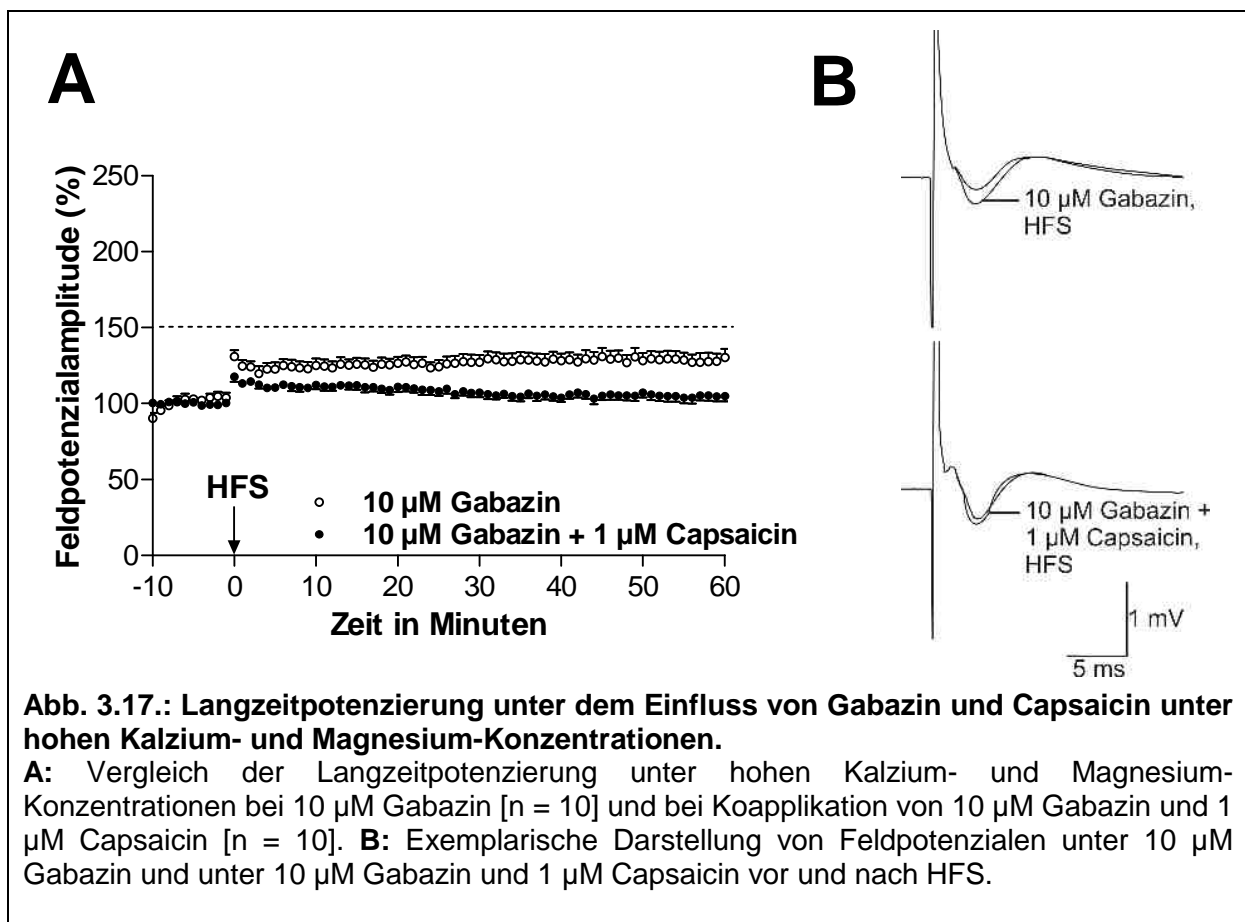 A
B
Feldpotenzialamplitude (%)
250
200
150
100
50
0
HFS
10 µM Gabazin
10 µM Gabazin + 1 µM Capsaicin
-10 0 10 20 30 40 50 60
Zeit in Minuten
10 µM Gabazin,
HFS
10 µM Gabazin +
1 µM Capsaicin,
HFS
1 mV
5 ms
Abb. 3.17.: Langzeitpotenzierung unter dem Einfluss von Gabazin und Capsaicin unter
hohen Kalzium- und Magnesium-Konzentrationen.
A: Vergleich der Langzeitpotenzierung unter hohen Kalzium- und Magnesium-
Konzentrationen bei 10 µM Gabazin [n = 10] und bei Koapplikation von 10 µM Gabazin und 1
µM Capsaicin [n = 10]. B: Exemplarische Darstellung von Feldpotenzialen unter 10 µM
Gabazin und unter 10 µM Gabazin und 1 µM Capsaicin vor und nach HFS.